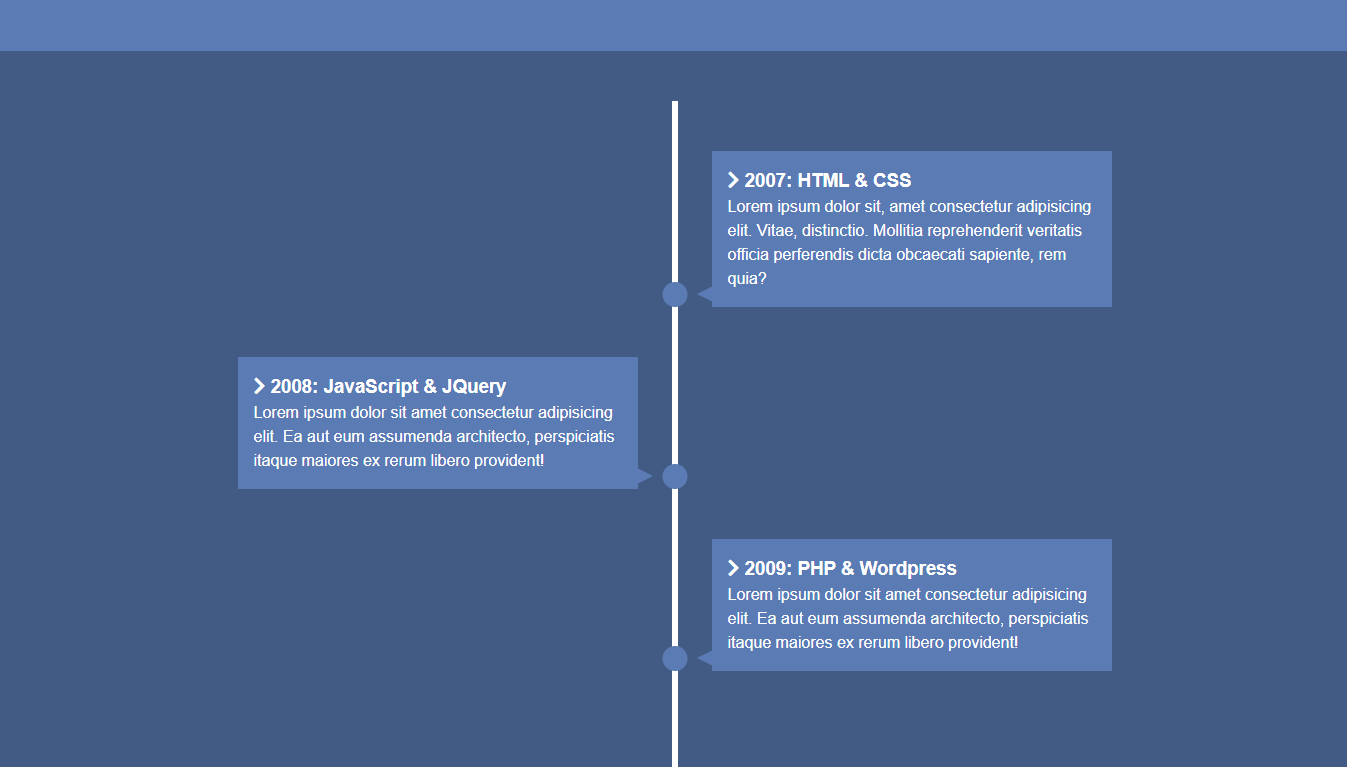 2007: HTML & CSS
Lorem ipsum dolor sit, amet consectetur adipisicing
elit. Vitae, distinctio. Mollitia reprehenderit veritatis
officia perferendis dicta obcaecati sapiente, rem
quia?
2008: JavaScript & JQuery
Lorem ipsum dolor sit amet consectetur adipisicing
elit. Ea aut eum assumenda architecto, perspiciatis
itaque maiores ex rerum libero provident!
2009: PHP & Wordpress
Lorem ipsum dolor sit amet consectetur adipisicing
elit. Ea aut eum assumenda architecto, perspiciatis
itaque maiores ex rerum libero provident!